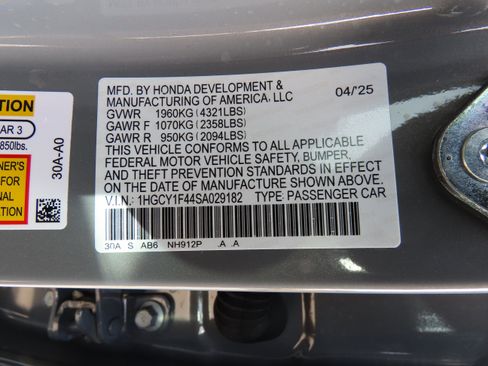 MFD. BY HONDA DEVELOPMENT &
MANUFACTURING OF AMERICA, LLC 04/'25
GVWR 1960KG(4321LBS)
GAWR F 1070KG(2358LBS)
GAWR R 950KG(2094LBS)
THIS VEHICLE CONFORMS TO ALL APPLICABLE
FEDERAL MOTOR VEHICLE SAFETY, BUMPER,
AND THEFT PREVENTION STANDARDS IN EFFECT
ON THE DATE OF MANUFACTURE SHOWN ABOVE.
V.I.N.: 1HGCY1F44SA029182 TYPE: PASSENGER CAR
30A S AB6 NH912P .A A
AR 3
850lbs.
NER'S
FOR
ONAL
N.
30A-A0